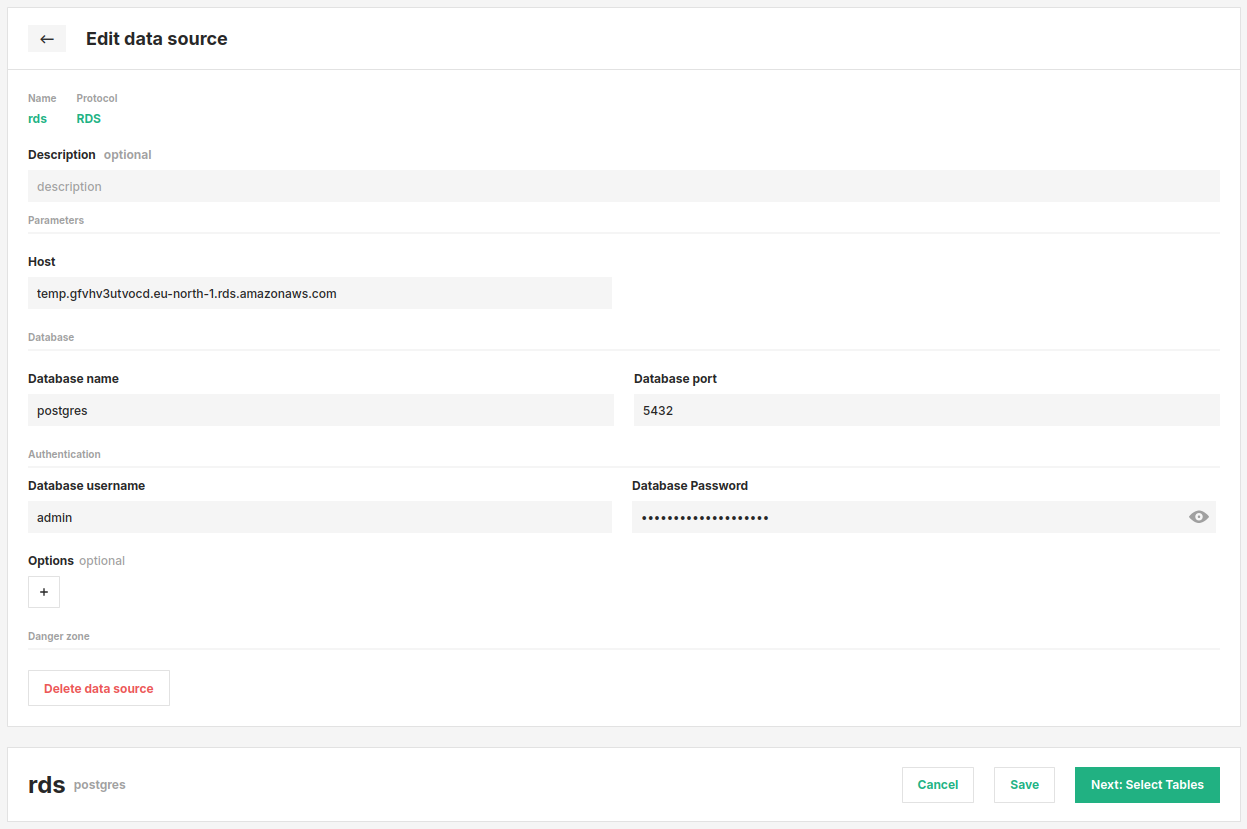 Edit data source
Name Protocol
rds RDS
Description optional
description
Parameters
Host
temp.gfvhv3utvocd.eu-north-1.rds.amazonaws.com
Database
Database name Database port
postgres 5432
Authentication
Database username Database Password
admin ••••••••••••••••••••
Options optional
+
Danger zone
Delete data source
rds postgres Cancel Save Next: Select Tables